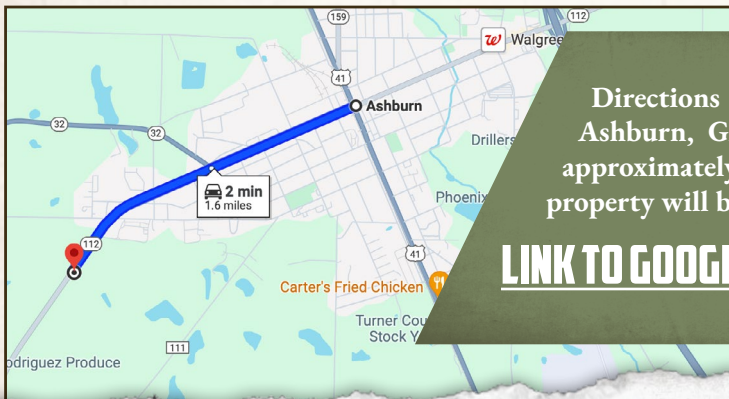 159
112
Walgree
41
Ashburn
32
32
Drillers
2 min
1.6 miles
Phoenix
112
41
Carter's Fried Chicken
Turner Cou
Stock Y
111
odriguez Produce
Directions
Ashburn, G
approximately
property will b
LINK TO GOOG